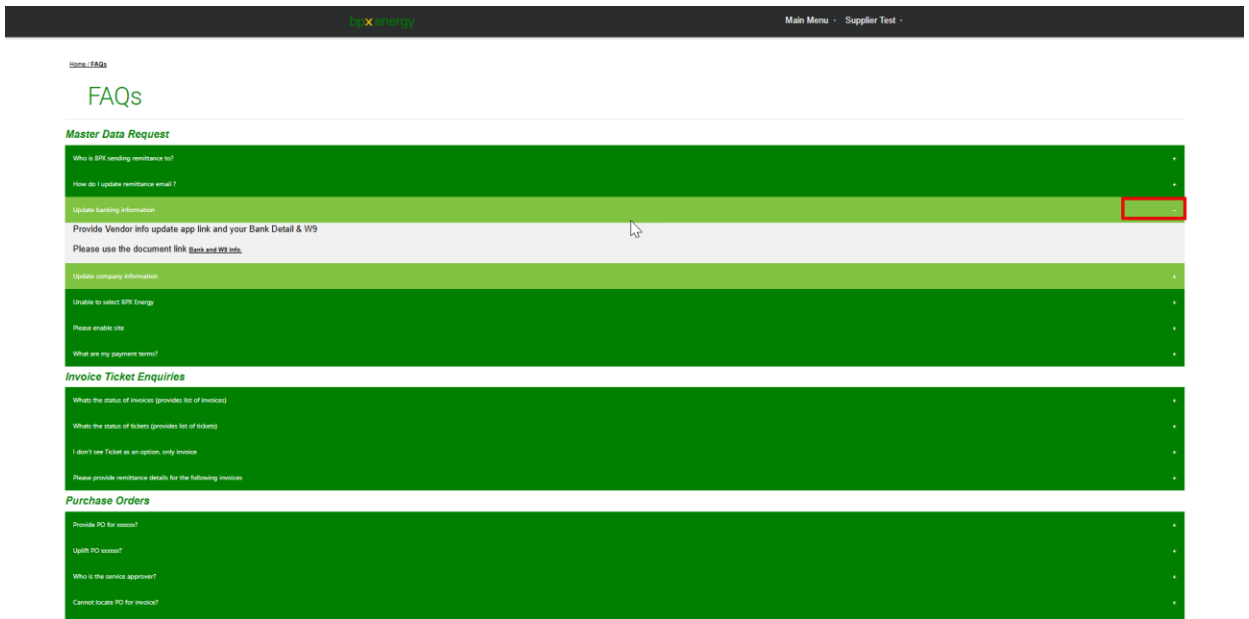 bpx energy
Main Menu
Supplier Test
Home / FAQs
FAQs
Master Data Request
Who is BPX sending remittance to? +
How do I update remittance email ? +
Update banking information −
Provide Vendor info update app link and your Bank Detail & W9
Please use the document link Bank and W9 Info.
Update company information +
Unable to select BPX Energy +
Please enable site +
What are my payment terms? +
Invoice Ticket Enquiries
Whats the status of invoices (provides list of invoices) +
Whats the status of tickets (provides list of tickets) +
I don't see Ticket as an option, only invoice +
Please provide remittance details for the following invoices +
Purchase Orders
Provide PO for xxxxxx? +
Uplift PO xxxxxx? +
Who is the service approver? +
Cannot locate PO for invoice? +